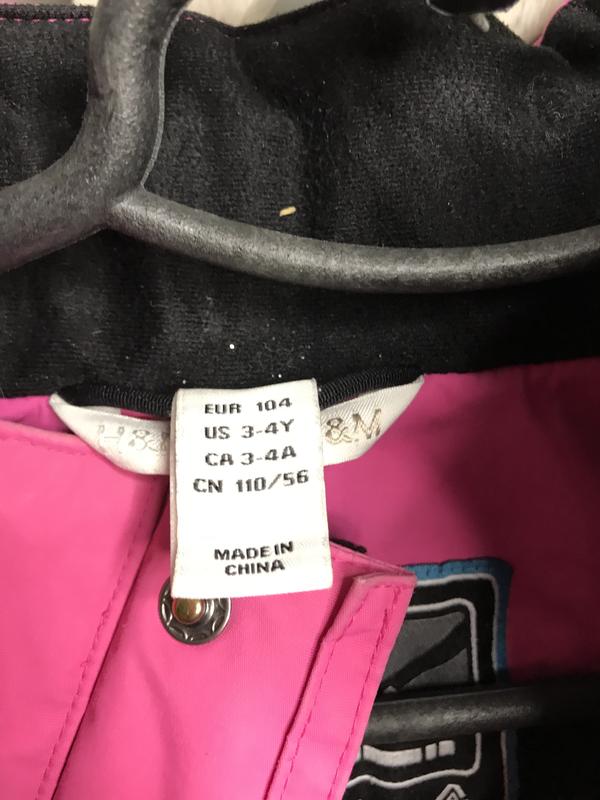 H&
&M
EUR 104
US 3-4Y
CA 3-4A
CN 110/56
MADE IN
CHINA